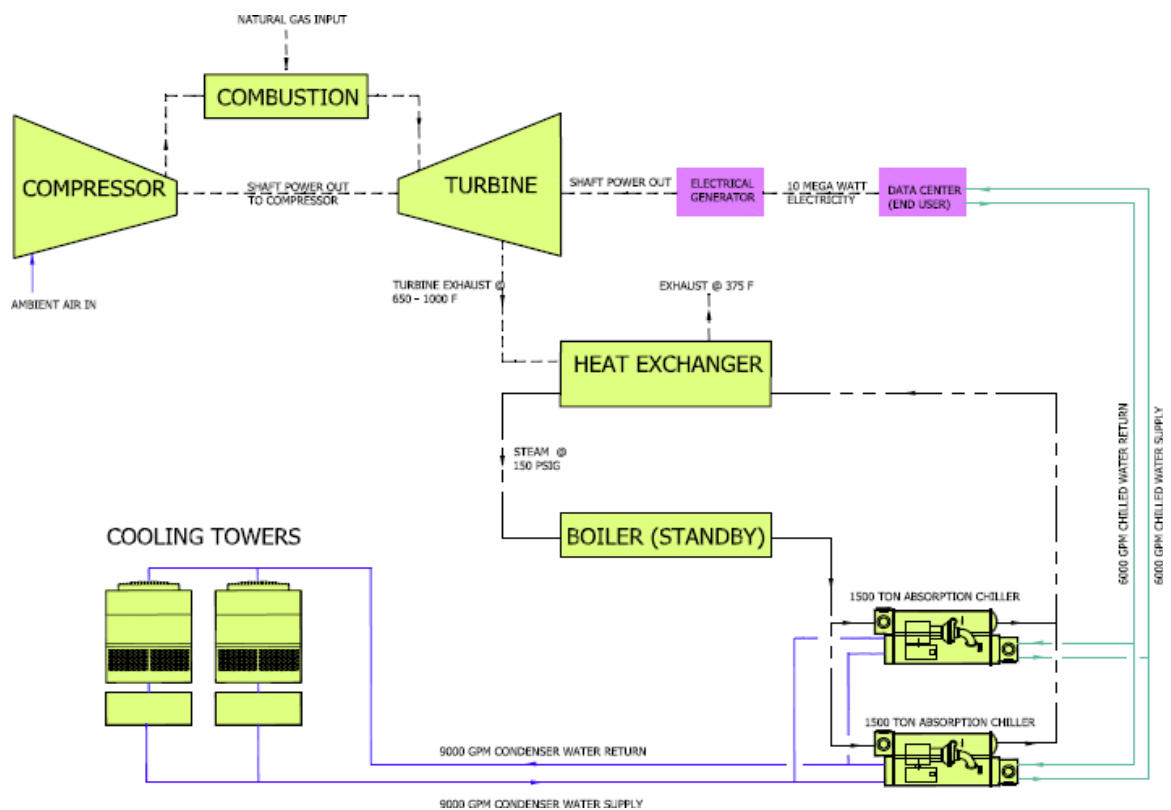 NATURAL GAS INPUT
COMBUSTION
COMPRESSOR
SHAFT POWER OUT
TO COMPRESSOR
TURBINE
SHAFT POWER OUT
ELECTRICAL
GENERATOR
10 MEGA WATT
ELECTRICITY
DATA CENTER
(END USER)
AMBIENT AIR IN
TURBINE EXHAUST @
650 - 1000 F
EXHAUST @ 375 F
HEAT EXCHANGER
STEAM @
150 PSIG
BOILER (STANDBY)
COOLING TOWERS
1500 TON ABSORPTION CHILLER
1500 TON ABSORPTION CHILLER
9000 GPM CONDENSER WATER RETURN
9000 GPM CONDENSER WATER SUPPLY
6000 GPM CHILLED WATER RETURN
6000 GPM CHILLED WATER SUPPLY